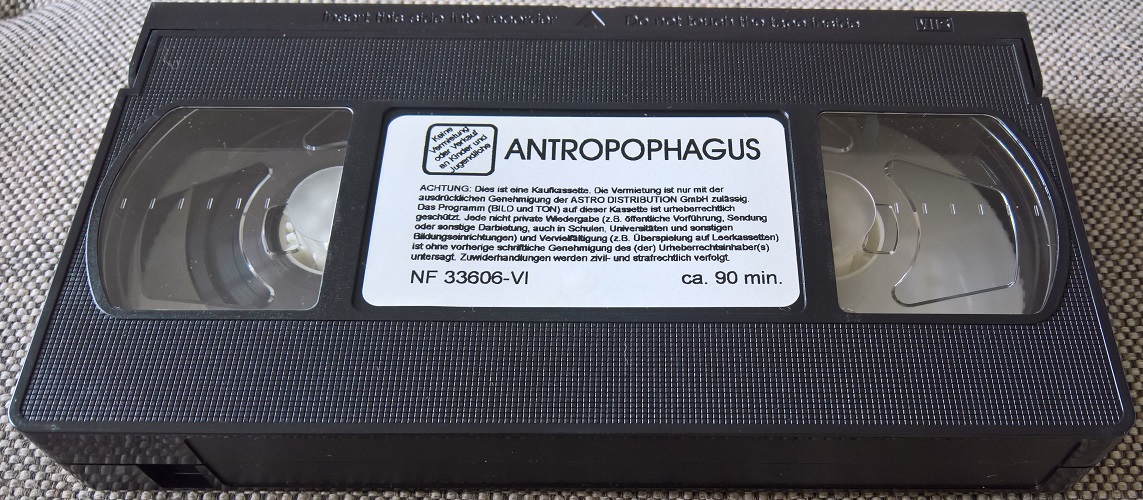 Insert this side into recorder
Do not touch the tape inside
VHS
Keine
Vermietung
oder Verkauf
an Kinder und
Jugendliche
ANTROPOPHAGUS
ACHTUNG: Dies ist eine Kaufkassette. Die Vermietung ist nur mit der
ausdrücklichen Genehmigung der ASTRO DISTRIBUTION GmbH zulässig.
Das Programm (BILD und TON) auf dieser Kassette ist urheberrechtlich
geschützt. Jede nicht private Wiedergabe (z.B. öffentliche Vorführung, Sendung
oder sonstige Darbietung, auch in Schulen, Universitäten und sonstigen
Bildungseinrichtungen) und Vervielfältigung (z.B. Überspielung auf Leerkassetten)
ist ohne vorherige schriftliche Genehmigung des (der) Urheberrechtsinhaber(s)
untersagt. Zuwiderhandlungen werden zivil- und strafrechtlich verfolgt.
NF 33606-VI
ca. 90 min.